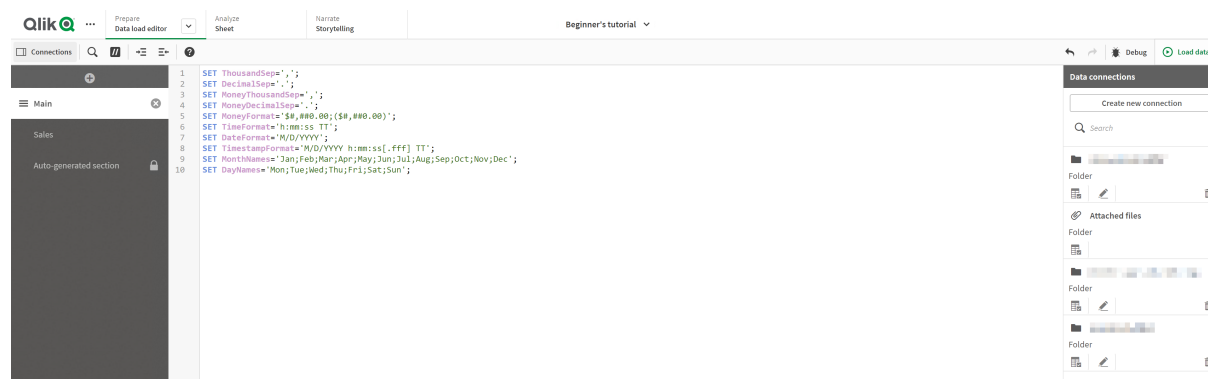 Qlik
Prepare
Data load editor
Analyze
Sheet
Narrate
Storytelling
Beginner's tutorial
Connections
Debug
Load data
Main
Sales
Auto-generated section
1 SET ThousandSep=',';
2 SET DecimalSep='.';
3 SET MoneyThousandSep=',';
4 SET MoneyDecimalSep='.';
5 SET MoneyFormat='$#,##0.00;($#,##0.00)';
6 SET TimeFormat='h:mm:ss TT';
7 SET DateFormat='M/D/YYYY';
8 SET TimestampFormat='M/D/YYYY h:mm:ss[.fff] TT';
9 SET MonthNames='Jan;Feb;Mar;Apr;May;Jun;Jul;Aug;Sep;Oct;Nov;Dec';
10 SET DayNames='Mon;Tue;Wed;Thu;Fri;Sat;Sun';
Data connections
Create new connection
Search
Folder
Attached files
Folder
Folder
Folder